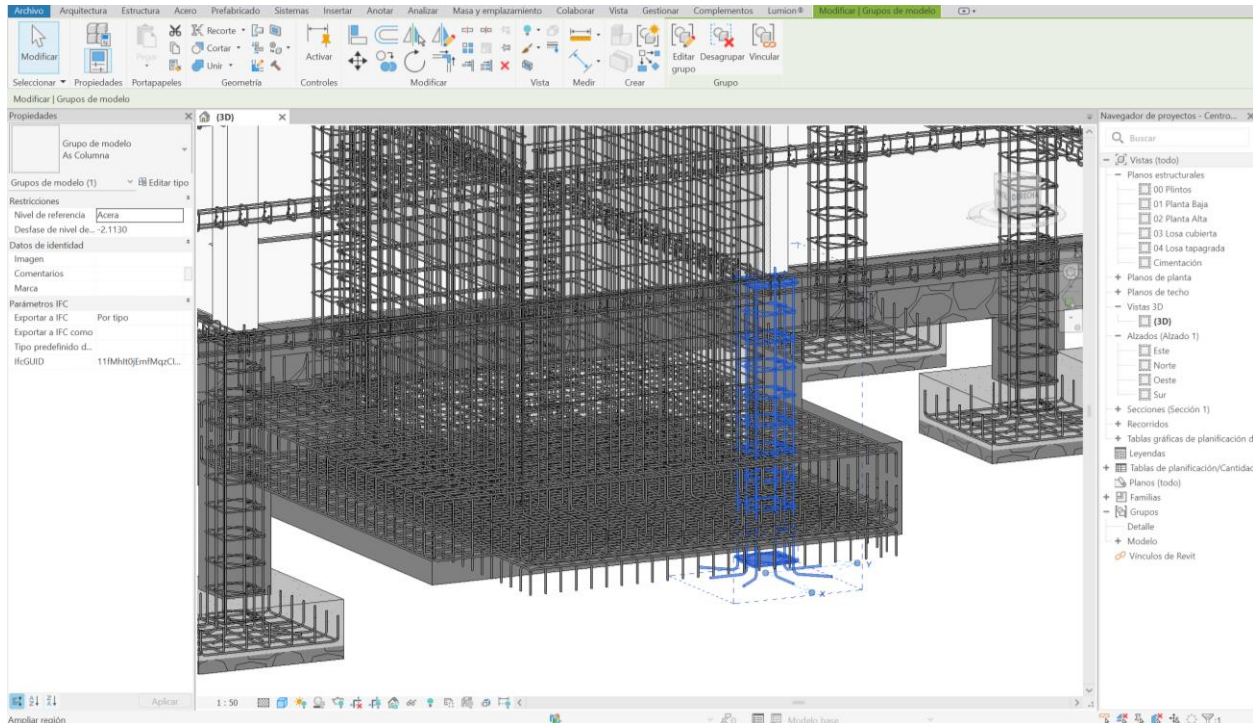 Archivo Arquitectura Estructura Acero Prefabricado Sistemas Insertar Anotar Analizar Masa y emplazamiento Colaborar Vista Gestionar Complementos Lumion® Modificar | Grupos de modelo
Modificar
Pegar
Recorte
Cortar
Unir
Activar
Editar grupo
Desagrupar
Vincular
Seleccionar Propiedades Portapapeles Geometría Controles Modificar Vista Medir Crear Grupo
Modificar | Grupos de modelo
Propiedades
Grupo de modelo
As Columna
Grupos de modelo (1) Editar tipo
Restricciones
Nivel de referencia Acera
Desfase de nivel de... -2.1130
Datos de identidad
Imagen
Comentarios
Marca
Parámetros IFC
Exportar a IFC Por tipo
Exportar a IFC como
Tipo predefinido d...
Aplicar
(3D)
X
Y
1 : 50
Navegador de proyectos - Centro...
Buscar
Vistas (todo)
Planos estructurales
00 Plintos
01 Planta Baja
02 Planta Alta
03 Losa cubierta
04 Losa tapagrada
Cimentación
Planos de planta
Planos de techo
Vistas 3D
(3D)
Alzados (Alzado 1)
Este
Norte
Oeste
Sur
Secciones (Sección 1)
Recorridos
Tablas gráficas de planificación d
Leyendas
Tablas de planificación/Cantidad
Planos (todo)
Familias
Grupos
Detalle
Modelo
Vínculos de Revit
Ampliar región
Modelo base
:1